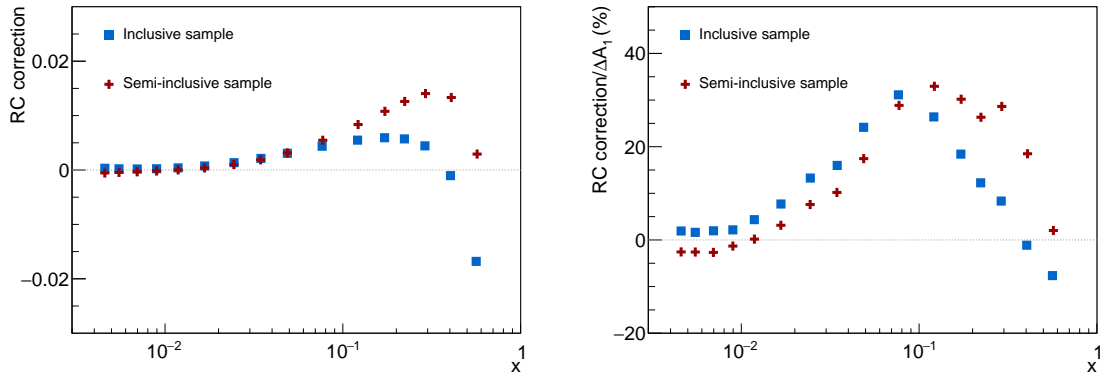 RC correction
0.02
0
−0.02
Inclusive sample
Semi-inclusive sample
10−2
10−1
1
x
RC correction/ΔA1 (%)
40
20
0
−20
Inclusive sample
Semi-inclusive sample
10−2
10−1
1
x